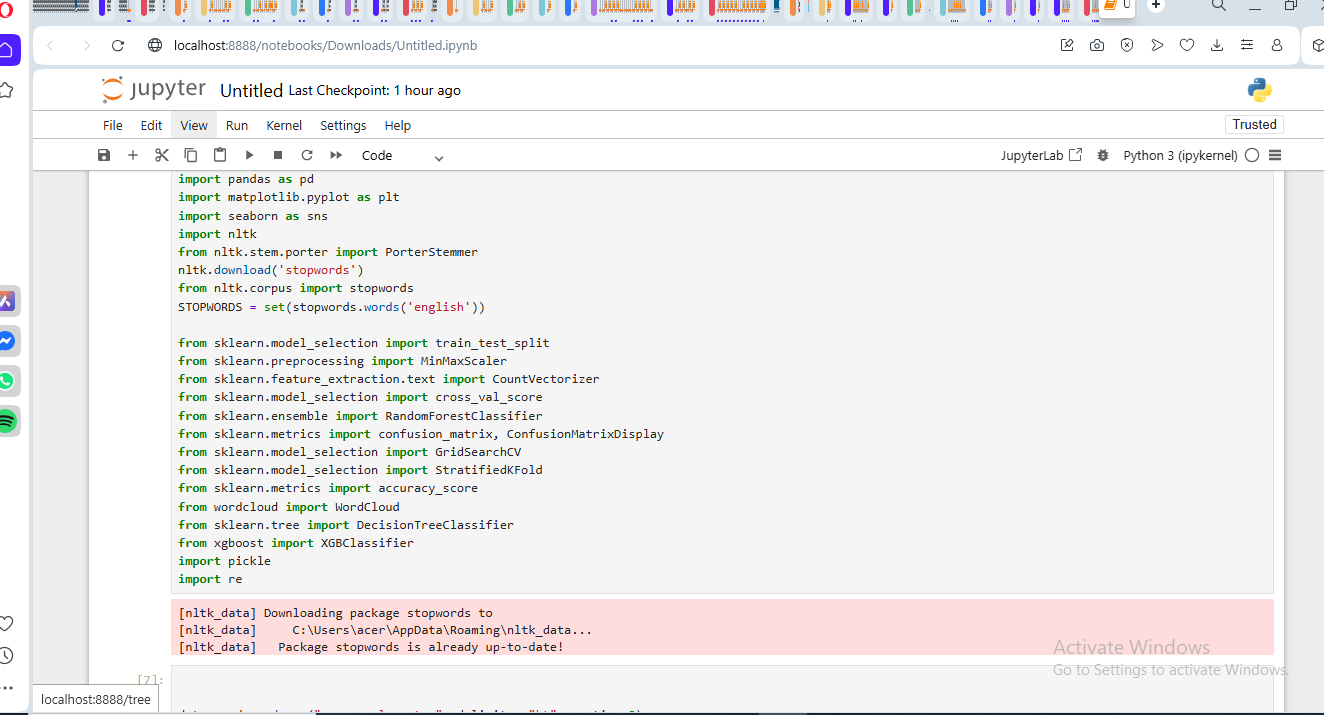 localhost:8888/notebooks/Downloads/Untitled.ipynb
jupyter Untitled Last Checkpoint: 1 hour ago
File Edit View Run Kernel Settings Help
Trusted
Code
JupyterLab Python 3 (ipykernel)
import pandas as pd
import matplotlib.pyplot as plt
import seaborn as sns
import nltk
from nltk.stem.porter import PorterStemmer
nltk.download('stopwords')
from nltk.corpus import stopwords
STOPWORDS = set(stopwords.words('english'))
from sklearn.model_selection import train_test_split
from sklearn.preprocessing import MinMaxScaler
from sklearn.feature_extraction.text import CountVectorizer
from sklearn.model_selection import cross_val_score
from sklearn.ensemble import RandomForestClassifier
from sklearn.metrics import confusion_matrix, ConfusionMatrixDisplay
from sklearn.model_selection import GridSearchCV
from sklearn.model_selection import StratifiedKFold
from sklearn.metrics import accuracy_score
from wordcloud import WordCloud
from sklearn.tree import DecisionTreeClassifier
from xgboost import XGBClassifier
import pickle
import re
[nltk_data] Downloading package stopwords to
[nltk_data]     C:\Users\acer\AppData\Roaming\nltk_data...
[nltk_data]   Package stopwords is already up-to-date!
Activate Windows
Go to Settings to activate Windows.
[7]:
localhost:8888/tree